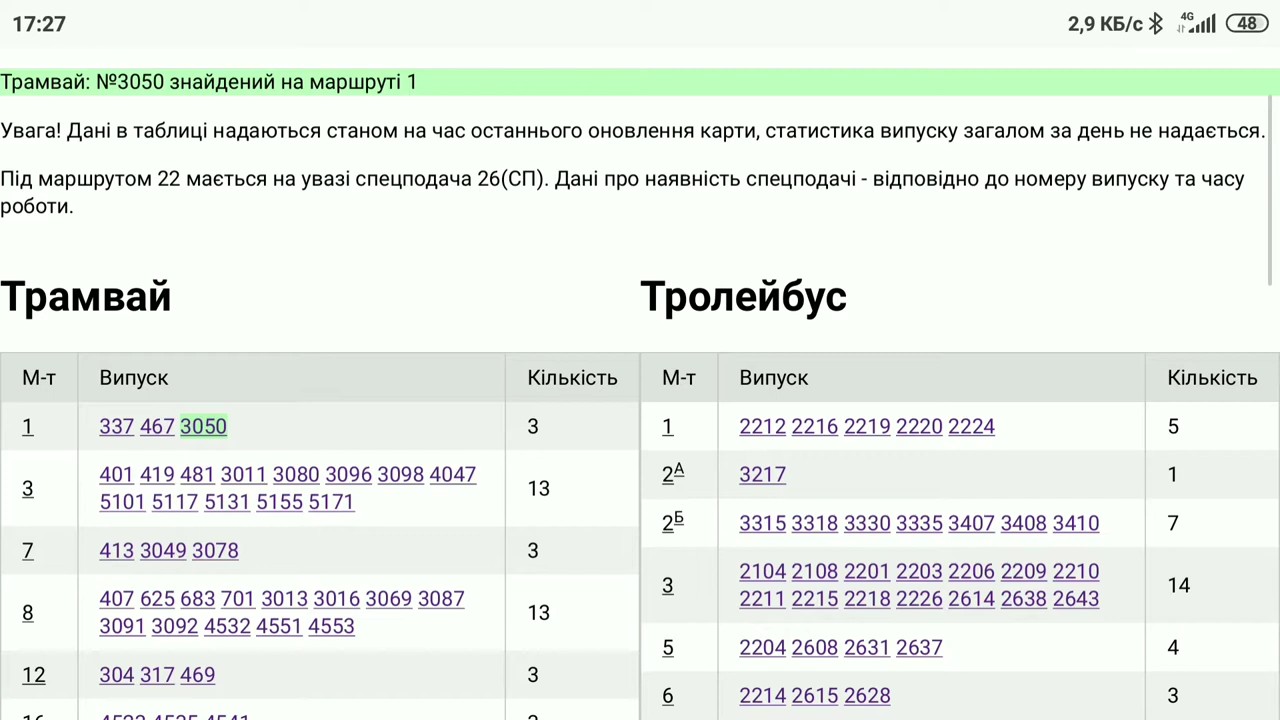 17:27
2,9 КБ/с 4G 48
Трамвай: №3050 знайдений на маршруті 1
Увага! Дані в таблиці надаються станом на час останнього оновлення карти, статистика випуску загалом за день не надається.
Під маршрутом 22 мається на увазі спецподача 26(СП). Дані про наявність спецподачі - відповідно до номеру випуску та часу
роботи.
Трамвай
М-т Випуск Кількість
1 337 467 3050 3
3 401 419 481 3011 3080 3096 3098 4047 13
5101 5117 5131 5155 5171
7 413 3049 3078 3
8 407 625 683 701 3013 3016 3069 3087 13
3091 3092 4532 4551 4553
12 304 317 469 3
Тролейбус
М-т Випуск Кількість
1 2212 2216 2219 2220 2224 5
2А 3217 1
2Б 3315 3318 3330 3335 3407 3408 3410 7
3 2104 2108 2201 2203 2206 2209 2210 14
2211 2215 2218 2226 2614 2638 2643
5 2204 2608 2631 2637 4
6 2214 2615 2628 3